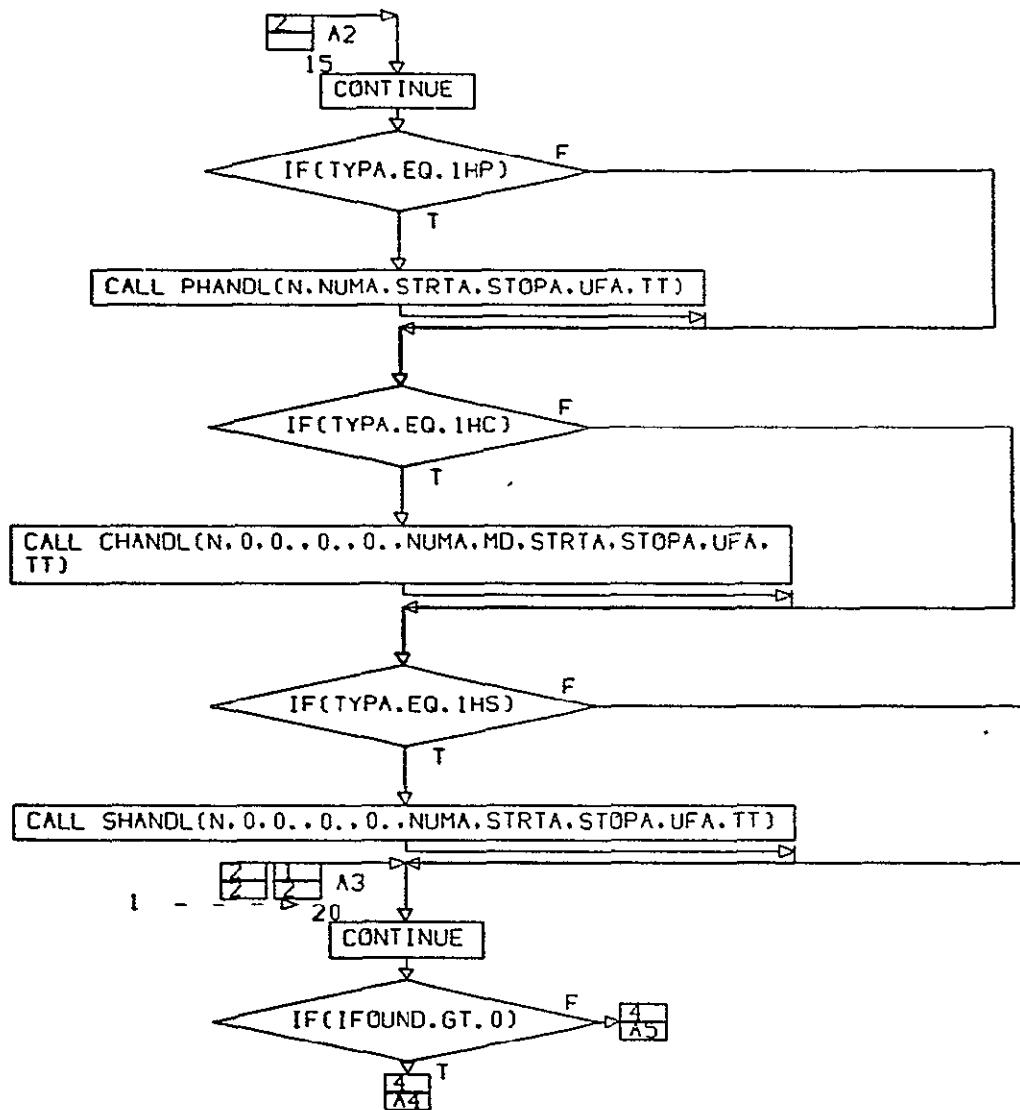 2
A2
15
CONTINUE
IF(TYPA.EQ.1HP)
F
T
CALL PHANDL(N,NUMA,STRTA,STOPA,UFA,TT)
IF(TYPA.EQ.1HC)
F
T
CALL CHANDL(N,0,0.,0.,0.,NUMA,MD,STRTA,STOPA,UFA,
TT)
IF(TYPA.EQ.1HS)
F
T
CALL SHANDL(N,0,0.,0.,0.,NUMA,STRTA,STOPA,UFA,TT)
2 1 A3
2 2
1
20
CONTINUE
IF(IFOUND.GT.0)
F
4
A5
T
4
A4